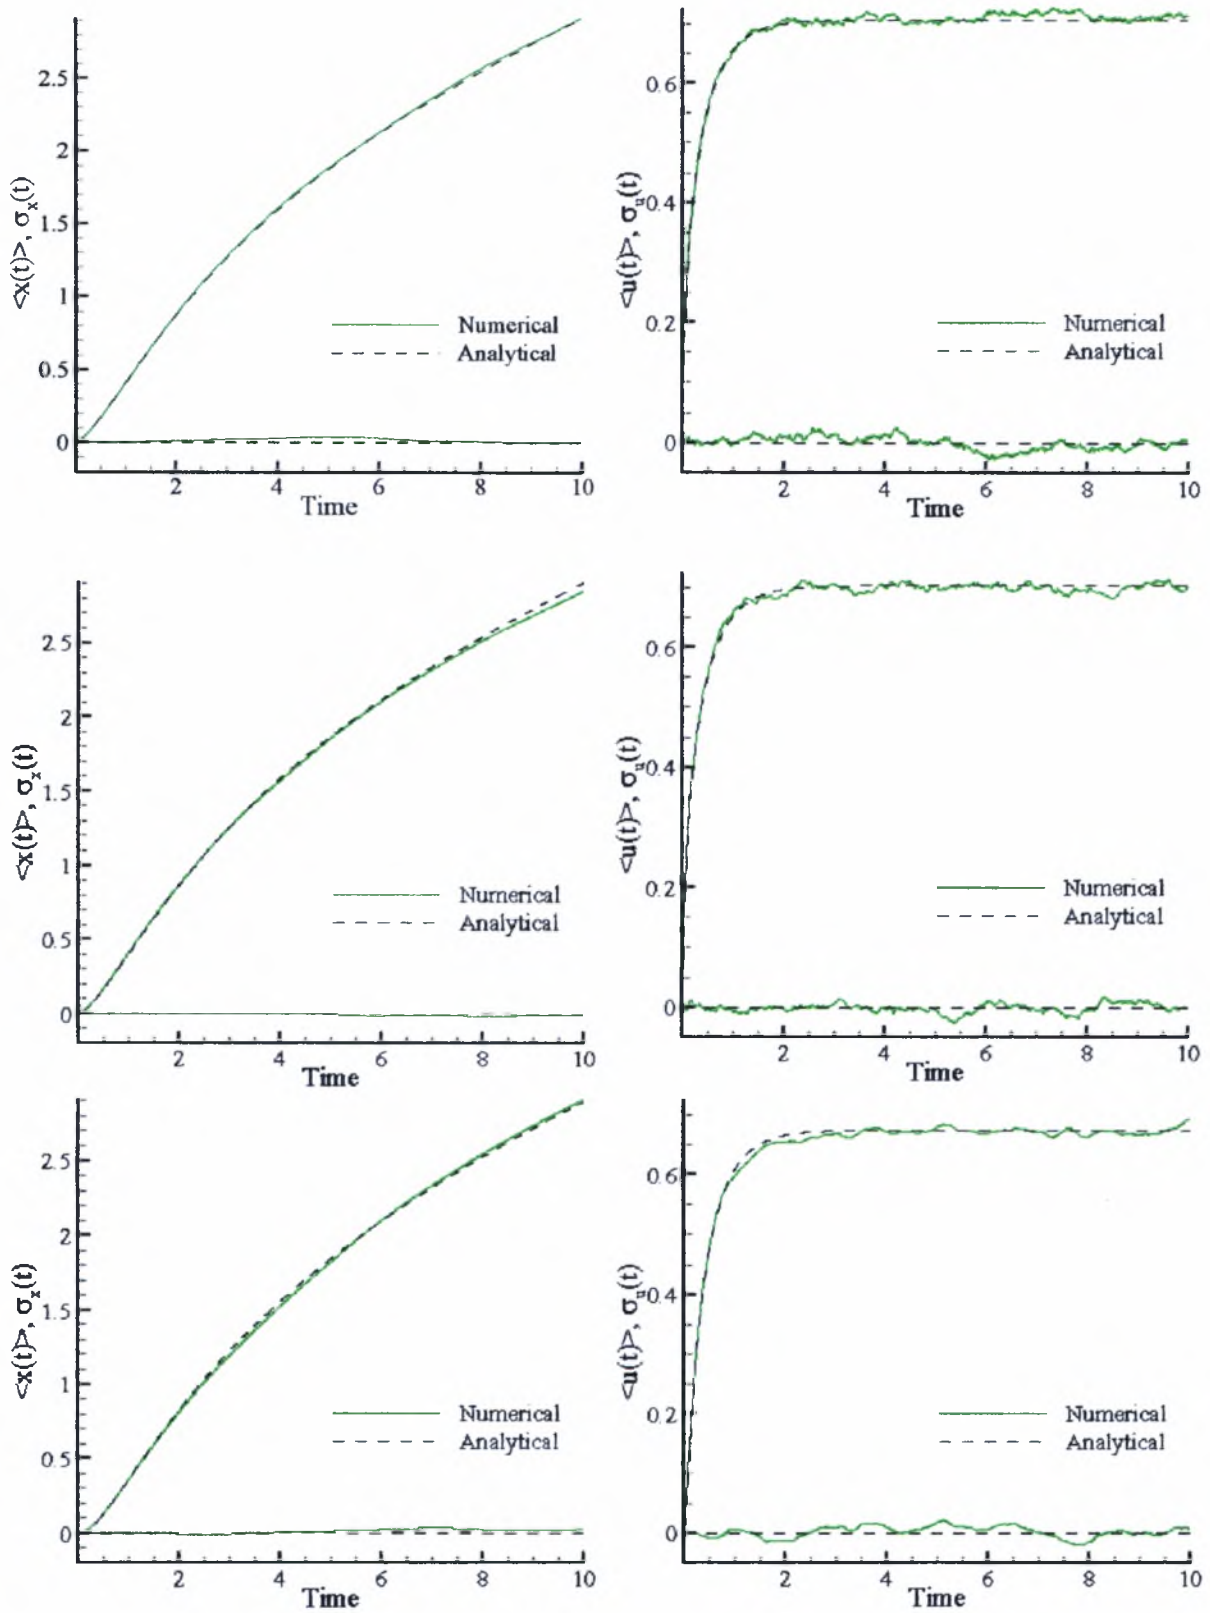 2.5
2
1.5
1
0.5
0
<x(t)>, σx(t)
Numerical
Analytical
2 4 6 8 10
Time
0.6
0.4
0.2
0
<u(t)>, σu(t)
Numerical
Analytical
2 4 6 8 10
Time
2.5
2
1.5
1
0.5
0
<x(t)>, σx(t)
Numerical
Analytical
2 4 6 8 10
Time
0.6
0.4
0.2
0
<u(t)>, σu(t)
Numerical
Analytical
2 4 6 8 10
Time
2.5
2
1.5
1
0.5
0
<x(t)>, σx(t)
Numerical
Analytical
2 4 6 8 10
Time
0.6
0.4
0.2
0
<u(t)>, σu(t)
Numerical
Analytical
2 4 6 8 10
Time